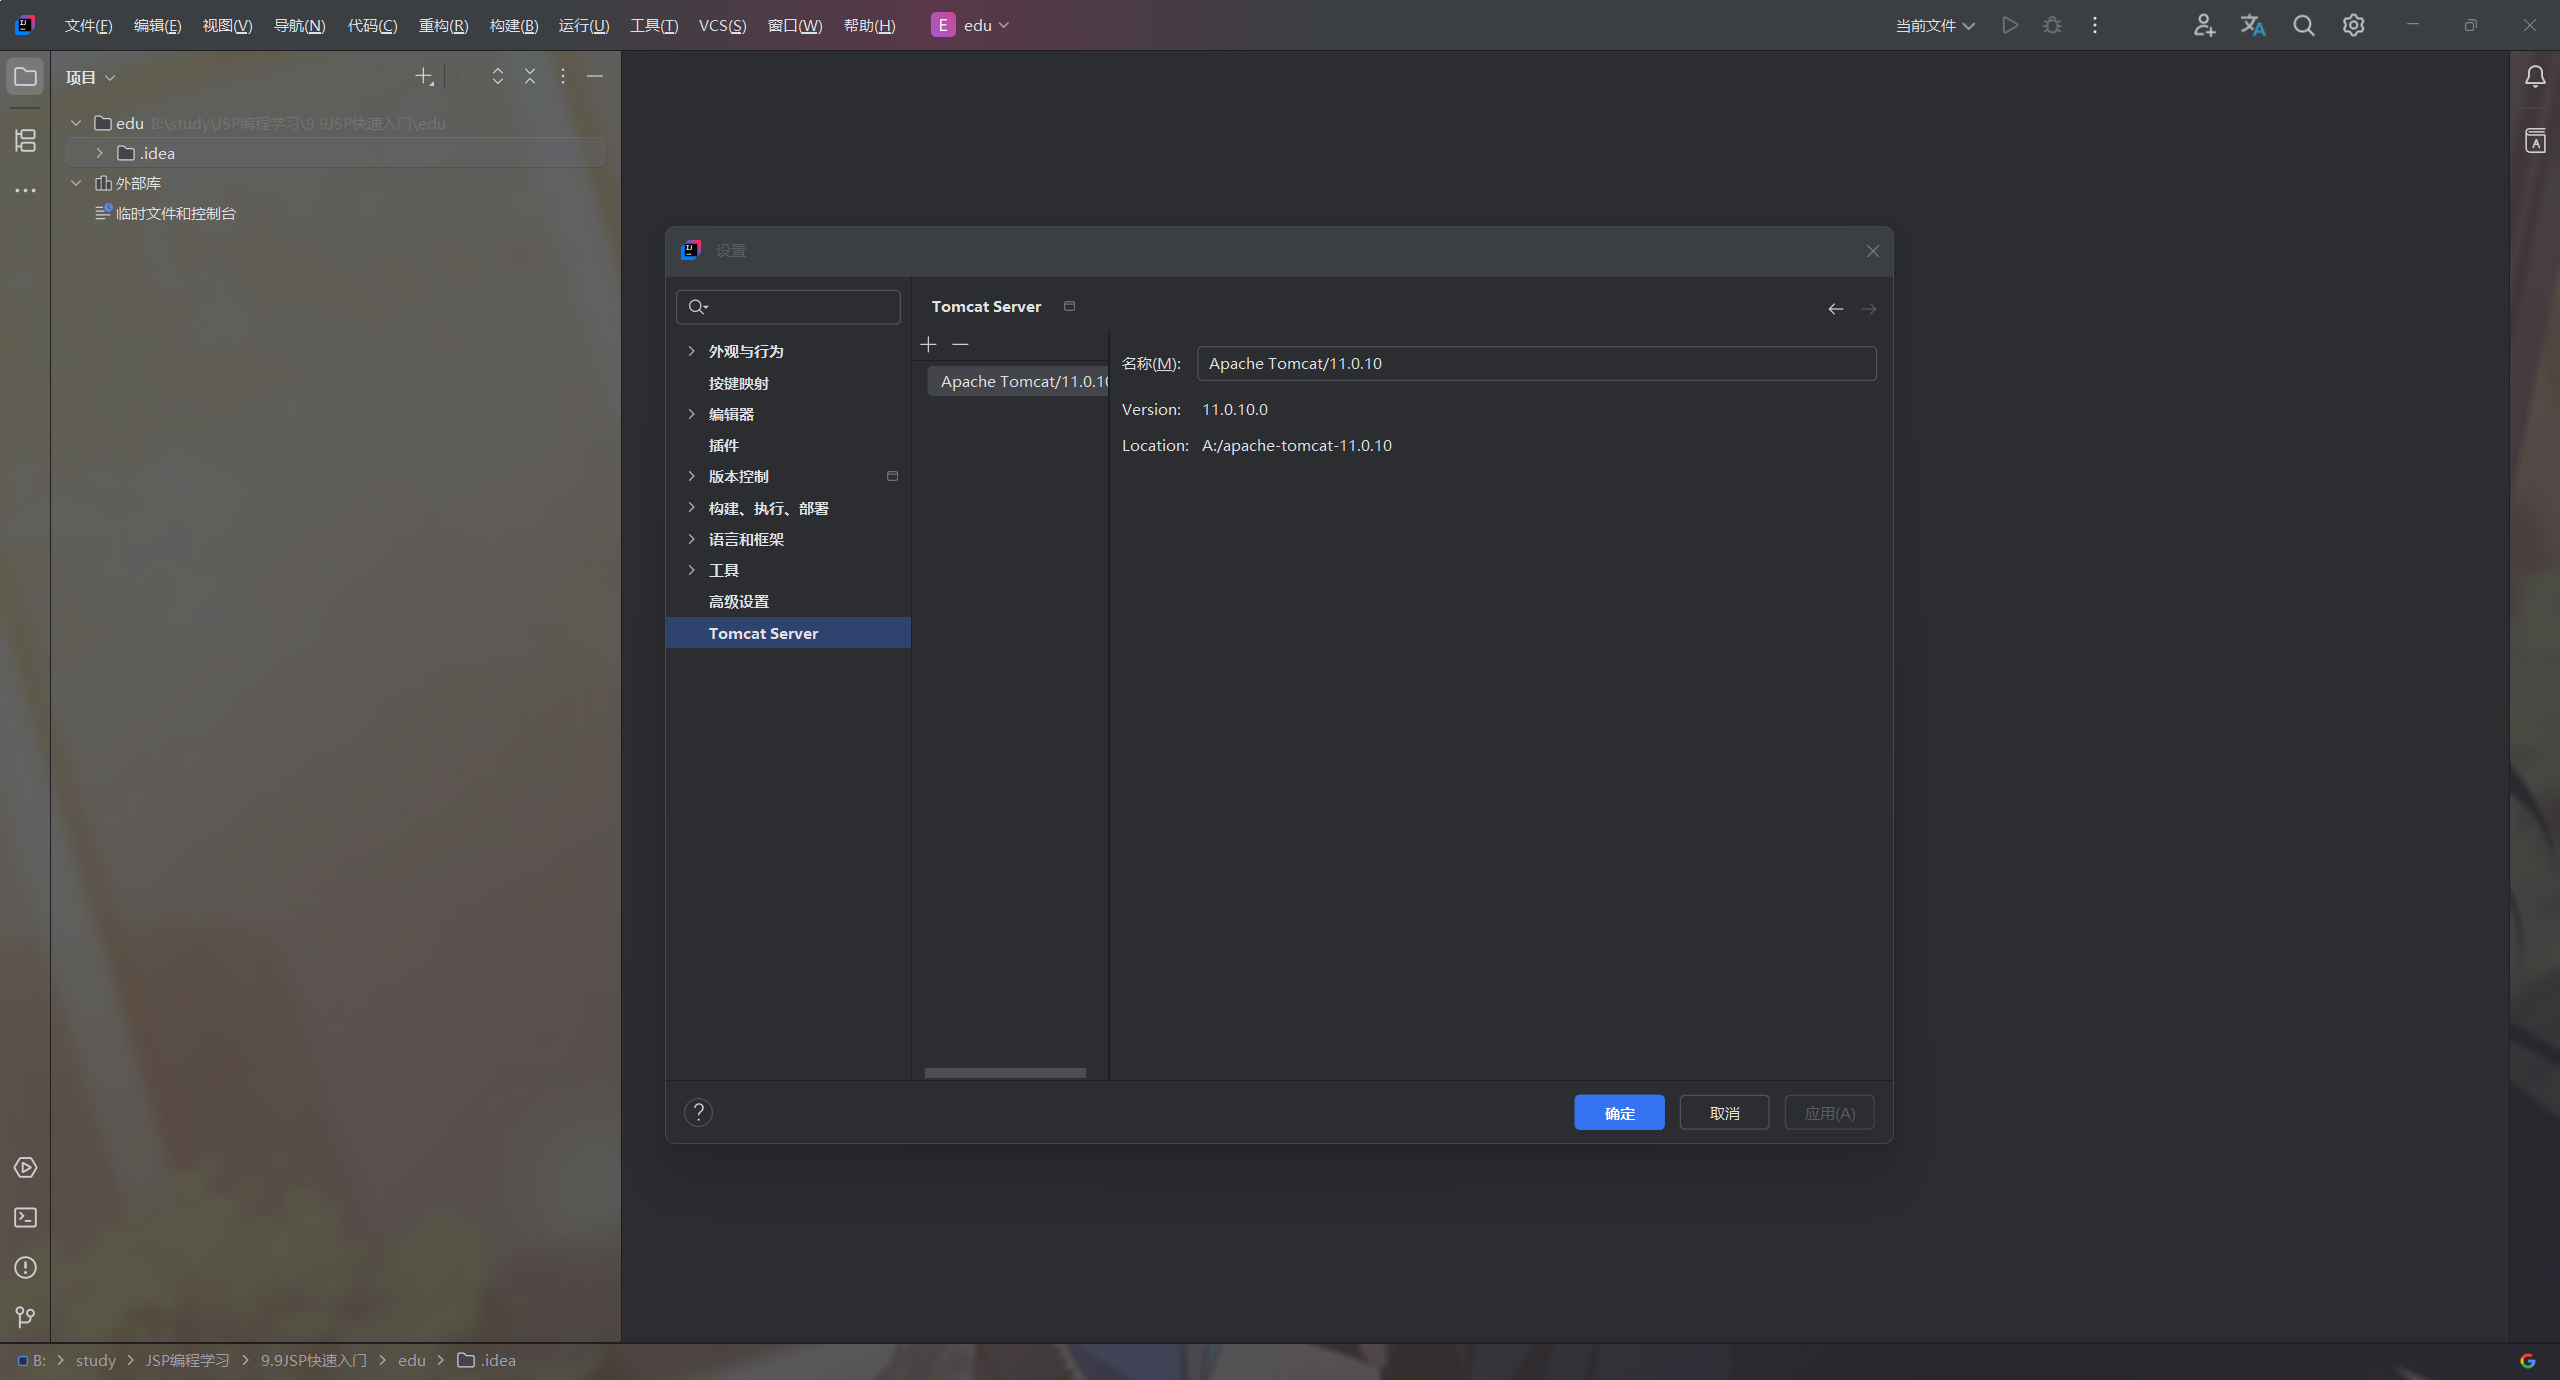 文件(F) 编辑(E) 视图(V) 导航(N) 代码(C) 重构(R) 构建(B) 运行(U) 工具(T) VCS(S) 窗口(W) 帮助(H) E edu 当前文件
项目
edu B:\study\JSP编程学习\9.9JSP快速入门\edu
.idea
外部库
临时文件和控制台
设置
外观与行为
按键映射
编辑器
插件
版本控制
构建、执行、部署
语言和框架
工具
高级设置
Tomcat Server
Tomcat Server
Apache Tomcat/11.0.10
名称(M): Apache Tomcat/11.0.10
Version: 11.0.10.0
Location: A:/apache-tomcat-11.0.10
?
确定 取消 应用(A)
B: study JSP编程学习 9.9JSP快速入门 edu .idea